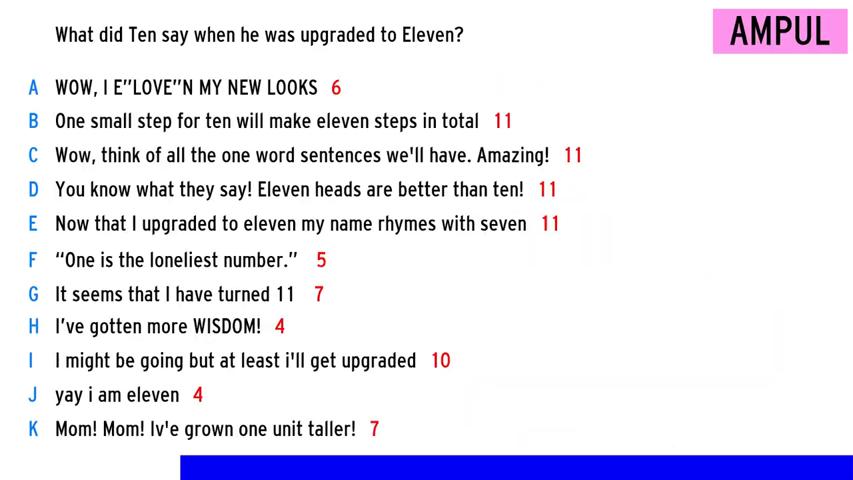 What did Ten say when he was upgraded to Eleven?
AMPUL
A WOW, I E”LOVE”N MY NEW LOOKS 6
B One small step for ten will make eleven steps in total 11
C Wow, think of all the one word sentences we'll have. Amazing! 11
D You know what they say! Eleven heads are better than ten! 11
E Now that I upgraded to eleven my name rhymes with seven 11
F “One is the loneliest number.” 5
G It seems that I have turned 11 7
H I’ve gotten more WISDOM! 4
I I might be going but at least i'll get upgraded 10
J yay i am eleven 4
K Mom! Mom! Iv'e grown one unit taller! 7